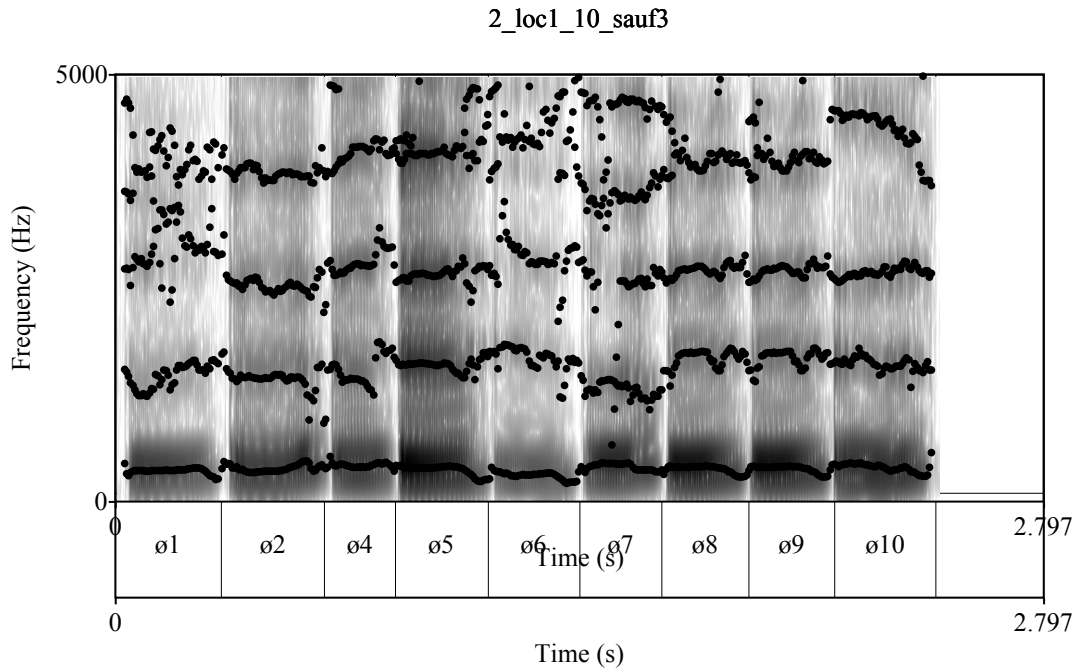 2_loc1_10_sauf3
5000
Frequency (Hz)
0
0 2.797
Time (s)
ø1 ø2 ø4 ø5 ø6 ø7 ø8 ø9 ø10
0 2.797
Time (s)